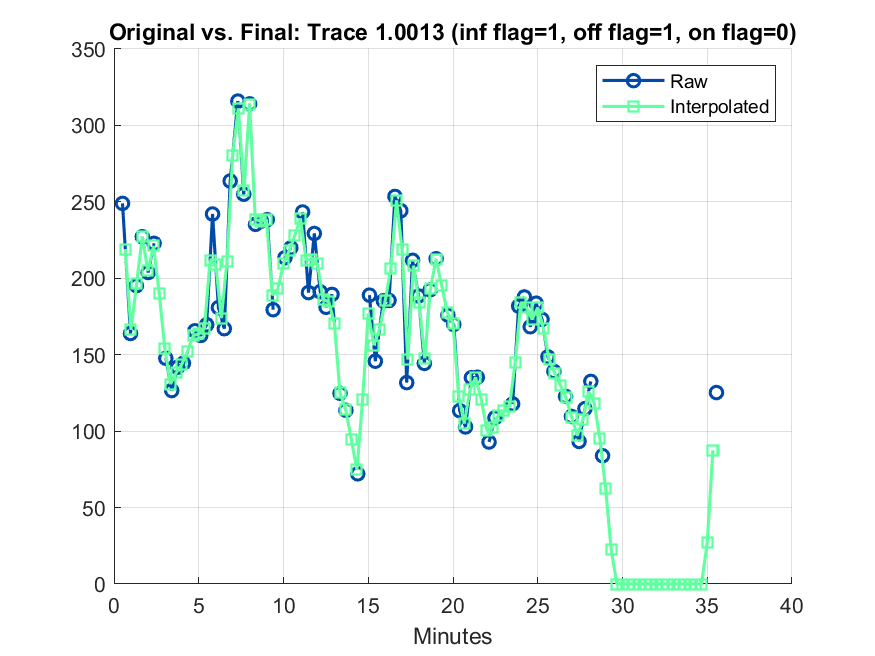 Original vs. Final: Trace 1.0013 (inf flag=1, off flag=1, on flag=0)
350
300
250
200
150
100
50
0
Raw
Interpolated
0 5 10 15 20 25 30 35 40
Minutes